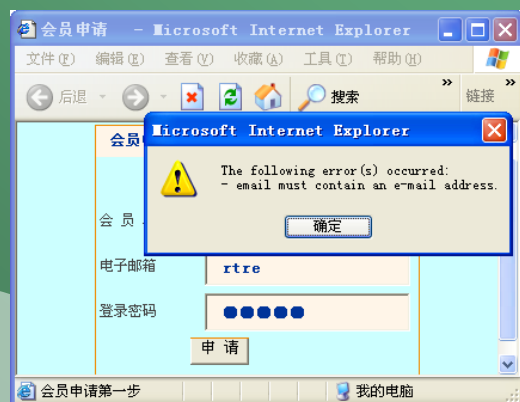 会员申请 - Microsoft Internet Explorer
文件(F) 编辑(E) 查看(V) 收藏(A) 工具(T) 帮助(H)
后退 搜索 » 链接 »
会员
Microsoft Internet Explorer
The following error(s) occurred:
- email must contain an e-mail address.
确定
会 员
电子邮箱 rtre
登录密码 ●●●●●
申 请
会员申请第一步 我的电脑